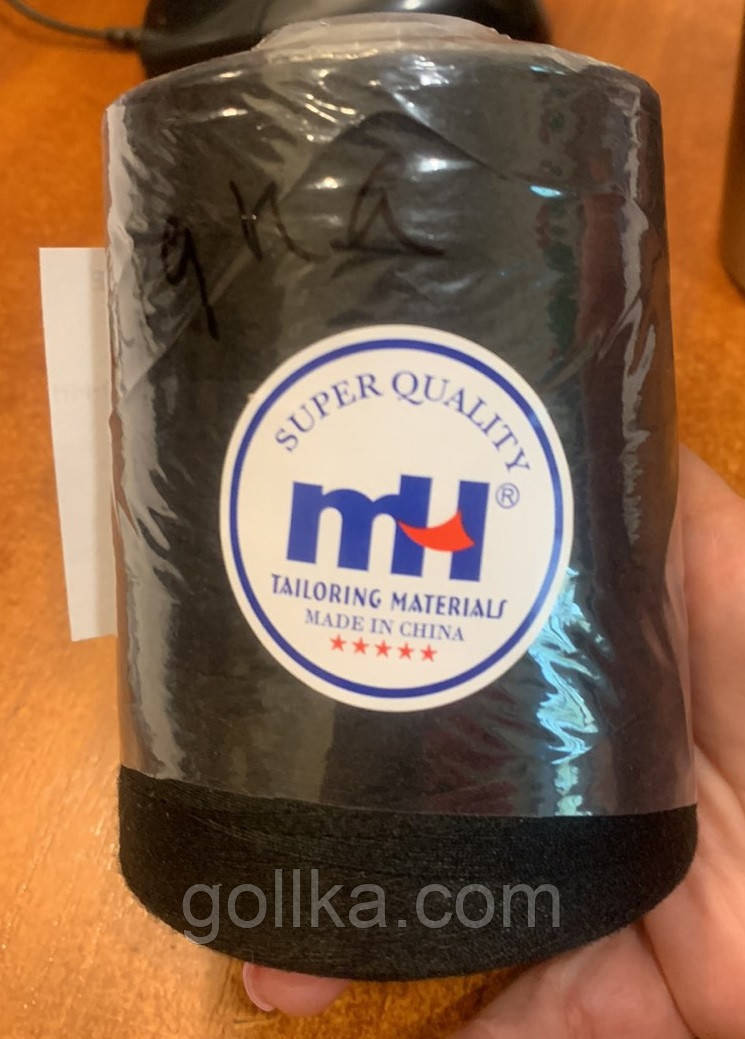 SUPER QUALITY
mH®
TAILORING MATERIALS
MADE IN CHINA
gollka.com